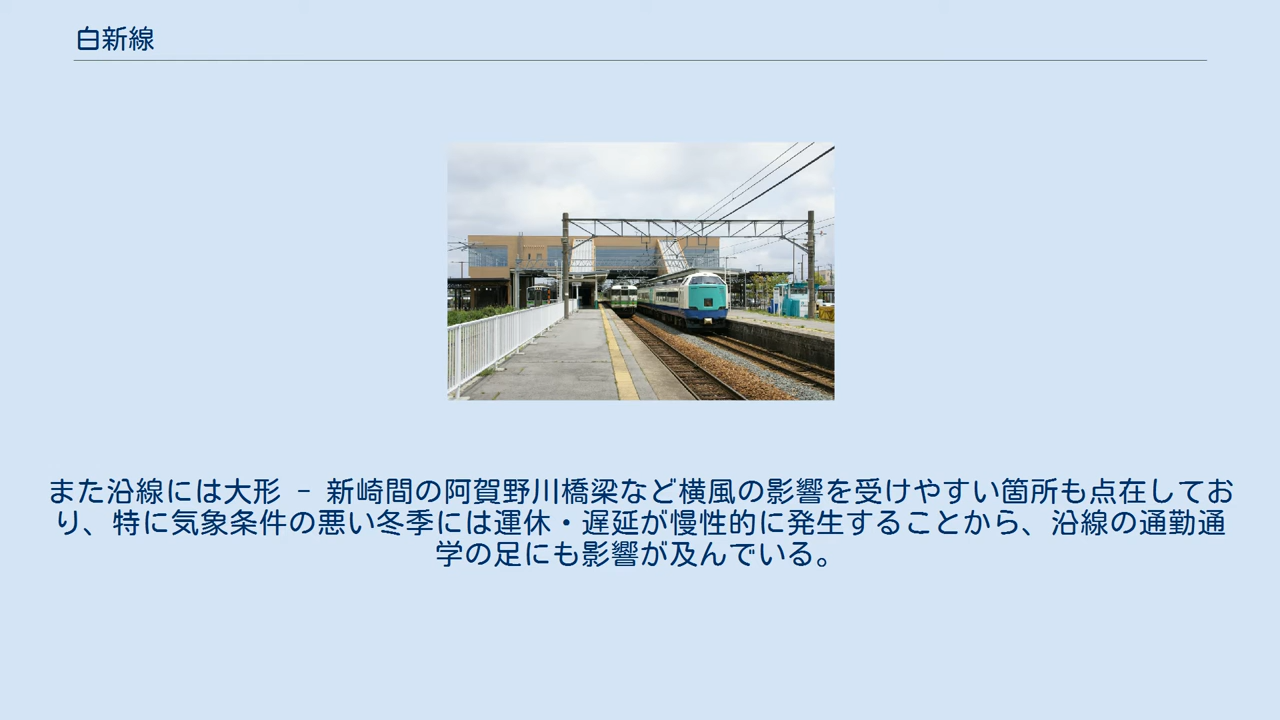 白新線
また沿線には大形 - 新崎間の阿賀野川橋梁など横風の影響を受けやすい箇所も点在してお
り、特に気象条件の悪い冬季には運休・遅延が慢性的に発生することから、沿線の通勤通
学の足にも影響が及んでいる。